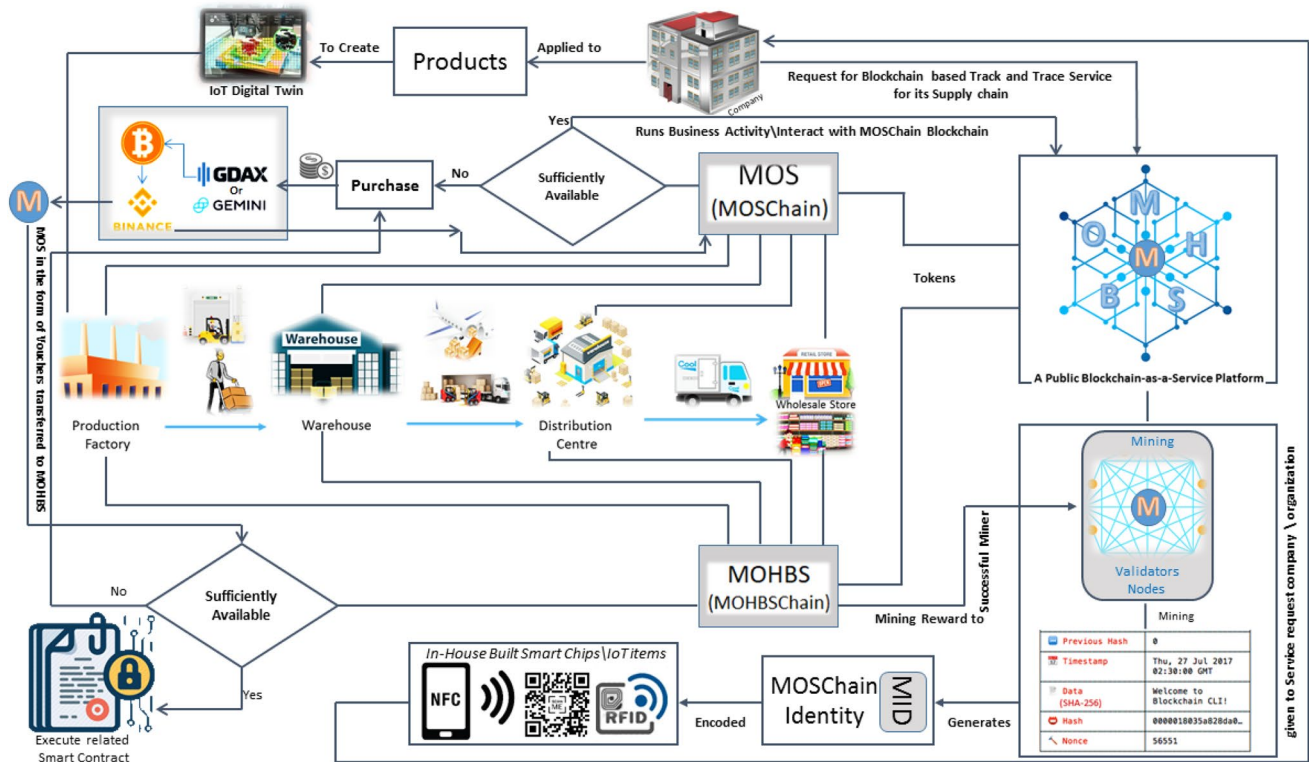 To Create
Products
Applied to
IoT Digital Twin
Company
Request for Blockchain based Track and Trace Service
for its Supply chain
Yes
Runs Business Activity\Interact with MOSChain Blockchain
GDAX
Or
GEMINI
BINANCE
Purchase
No
Sufficiently
Available
MOS
(MOSChain)
M
MOS in the form of Vouchers transferred to MOHBS
Tokens
M
O
H
M
B
S
A Public Blockchain-as-a-Service Platform
Warehouse
Cool
RETAIL STORE
OPEN
Wholesale Store
Production
Factory
Warehouse
Distribution
Centre
Mining
M
Validators
Nodes
Mining
given to Service request company \ organization
No
Sufficiently
Available
Yes
Execute related
Smart Contract
MOHBS
(MOHBSChain)
Mining Reward to
Successful Miner
In-House Built Smart Chips\IoT items
NFC
ME
RFID
Encoded
MOSChain
Identity
MID
Generates
Previous Hash 0
Timestamp Thu, 27 Jul 2017
02:30:00 GMT
Data Welcome to
(SHA-256) Blockchain CLI!
Hash 0000018035a828da0…
Nonce 56551